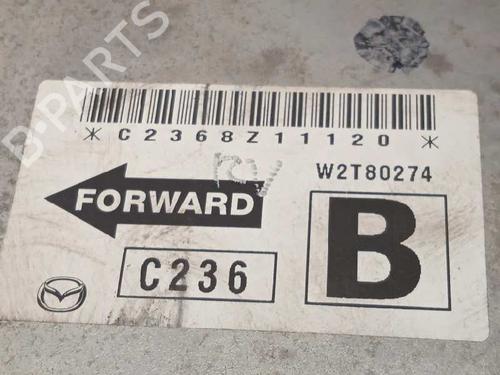 B-PARTS
*C2368Z11120*
W2T80274
FORWARD
B
C236